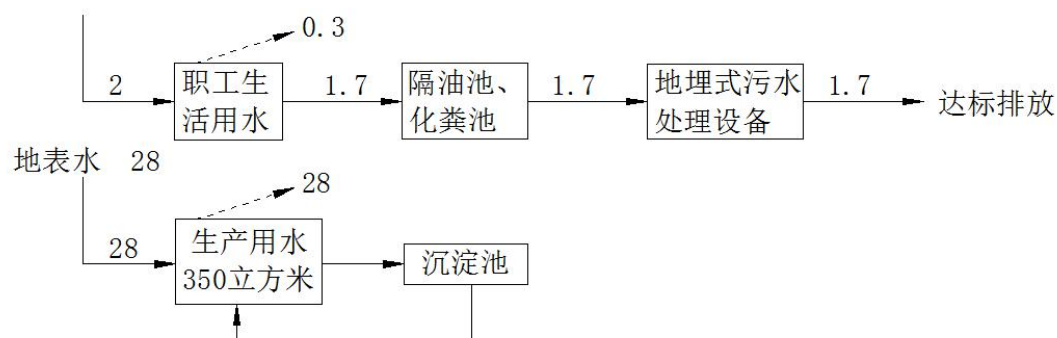 0.3
2
职工生
活用水
1.7
隔油池、
化粪池
1.7
地埋式污水
处理设备
1.7
达标排放
地表水 28
28
28
生产用水
350立方米
沉淀池